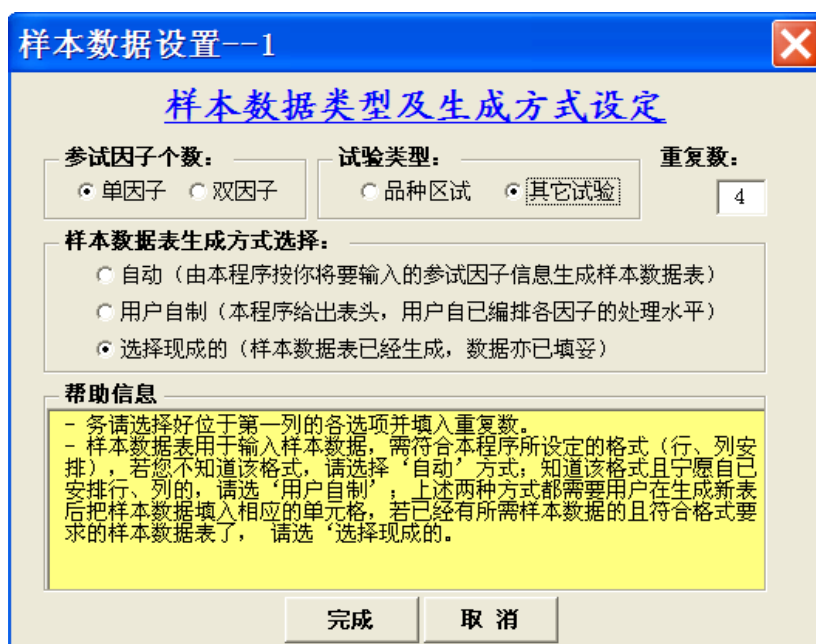 样本数据设置--1
样本数据类型及生成方式设定
参试因子个数： 试验类型： 重复数：
单因子 双因子 品种区试 其它试验 4
样本数据表生成方式选择：
自动（由本程序按你将要输入的参试因子信息生成样本数据表）
用户自制（本程序给出表头，用户自已编排各因子的处理水平）
选择现成的（样本数据表已经生成，数据亦已填妥）
帮助信息
- 务请选择好位于第一列的各选项并填入重复数。
- 样本数据表用于输入样本数据，需符合本程序所设定的格式（行、列安
排），若您不知道该格式，请选择‘自动’方式；知道该格式且宁愿自已
安排行、列的，请选‘用户自制’；上述两种方式都需要用户在生成新表
后把样本数据填入相应的单元格，若已经有所需样本数据的且符合格式要
求的样本数据表了， 请选‘选择现成的。
完成 取 消